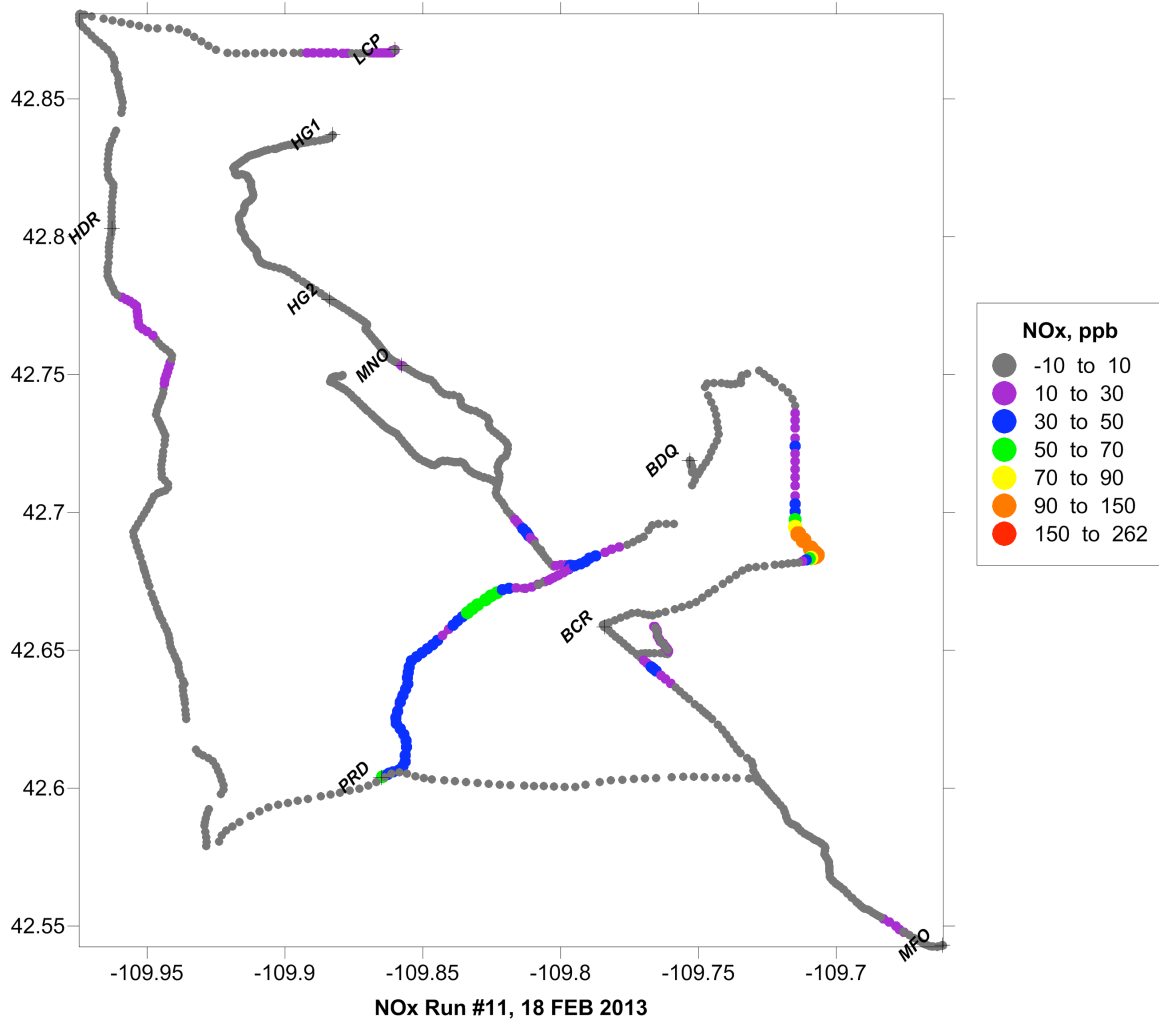 LCP
42.85
HG1
HDR
42.8
HG2
MNO
42.75
BDQ
42.7
BCR
42.65
PRD
42.6
42.55
MFO
-109.95 -109.9 -109.85 -109.8 -109.75 -109.7
NOx Run #11, 18 FEB 2013
NOx, ppb
-10 to 10
10 to 30
30 to 50
50 to 70
70 to 90
90 to 150
150 to 262